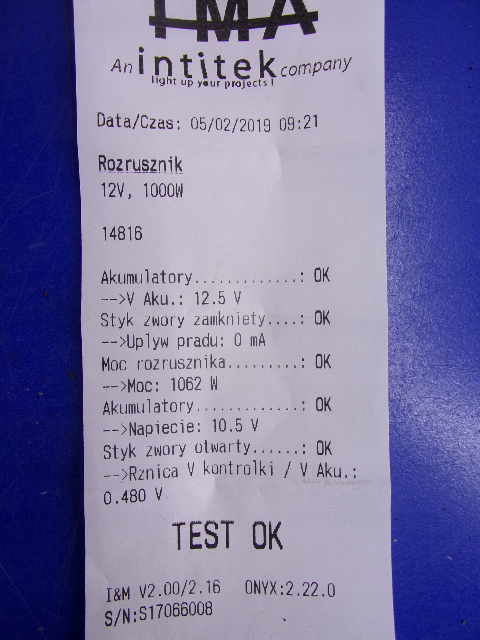 IMA
An intitek company
light up your projects!
Data/Czas: 05/02/2019 09:21
Rozrusznik
12V, 1000W
14816
Akumulatory.............: OK
-->V Aku.: 12.5 V
Styk zwory zamkniety....: OK
-->Uplyw pradu: 0 mA
Moc rozrusznika.........: OK
-->Moc: 1062 W
Akumulatory.............: OK
-->Napiecie: 10.5 V
Styk zwory otwarty......: OK
-->Rznica V kontrolki / V Aku.:
0.480 V
TEST OK
I&M V2.00/2.16 ONYX:2.22.0
S/N:S17066008